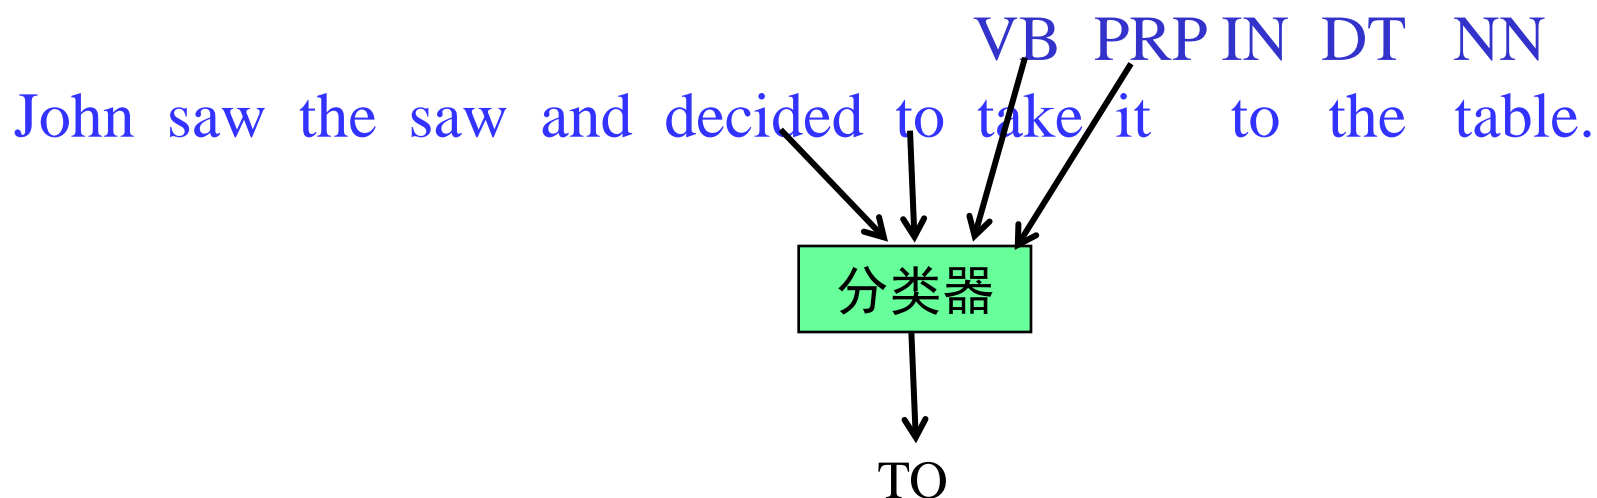 VB PRP IN DT NN
John saw the saw and decided to take it to the table.
分类器
TO